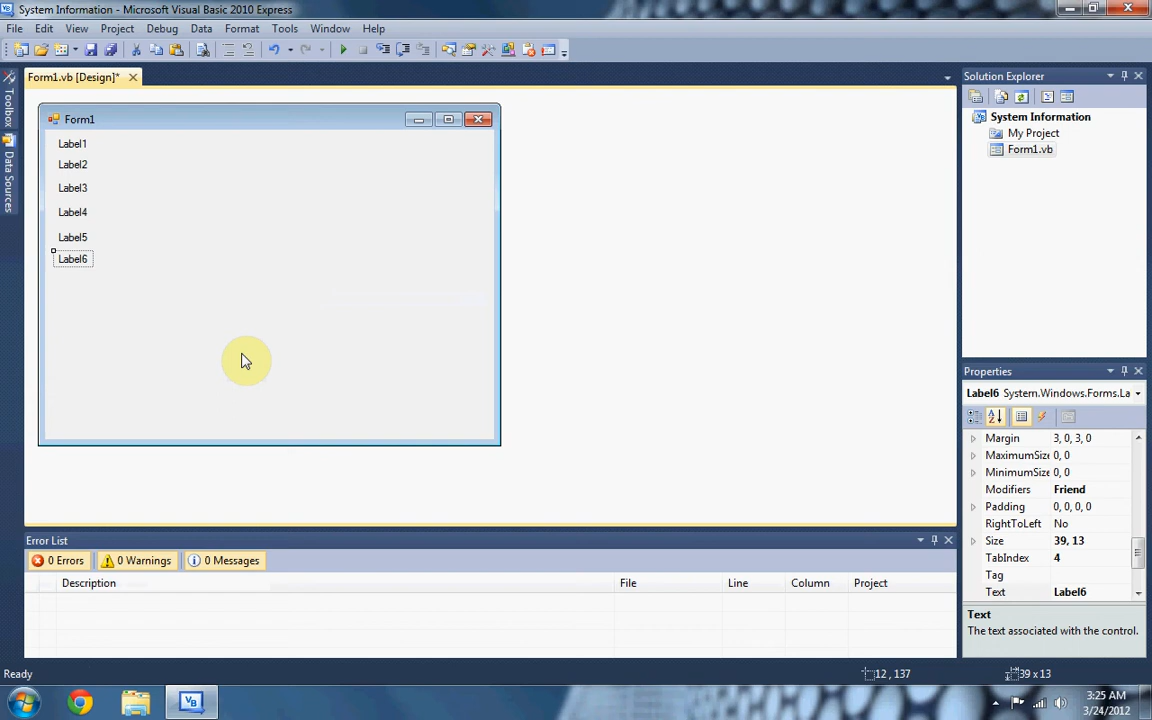 System Information - Microsoft Visual Basic 2010 Express
File Edit View Project Debug Data Format Tools Window Help
Form1.vb [Design]*
Toolbox
Data Sources
Form1
Label1
Label2
Label3
Label4
Label5
Label6
Solution Explorer
System Information
My Project
Form1.vb
Properties
Label6 System.Windows.Forms.La
Margin 3, 0, 3, 0
MaximumSize 0, 0
MinimumSize 0, 0
Modifiers Friend
Padding 0, 0, 0, 0
RightToLeft No
Size 39, 13
TabIndex 4
Tag
Text Label6
Text
The text associated with the control.
Error List
0 Errors 0 Warnings 0 Messages
Description File Line Column Project
Ready 12 , 137 39 x 13
3:25 AM
3/24/2012